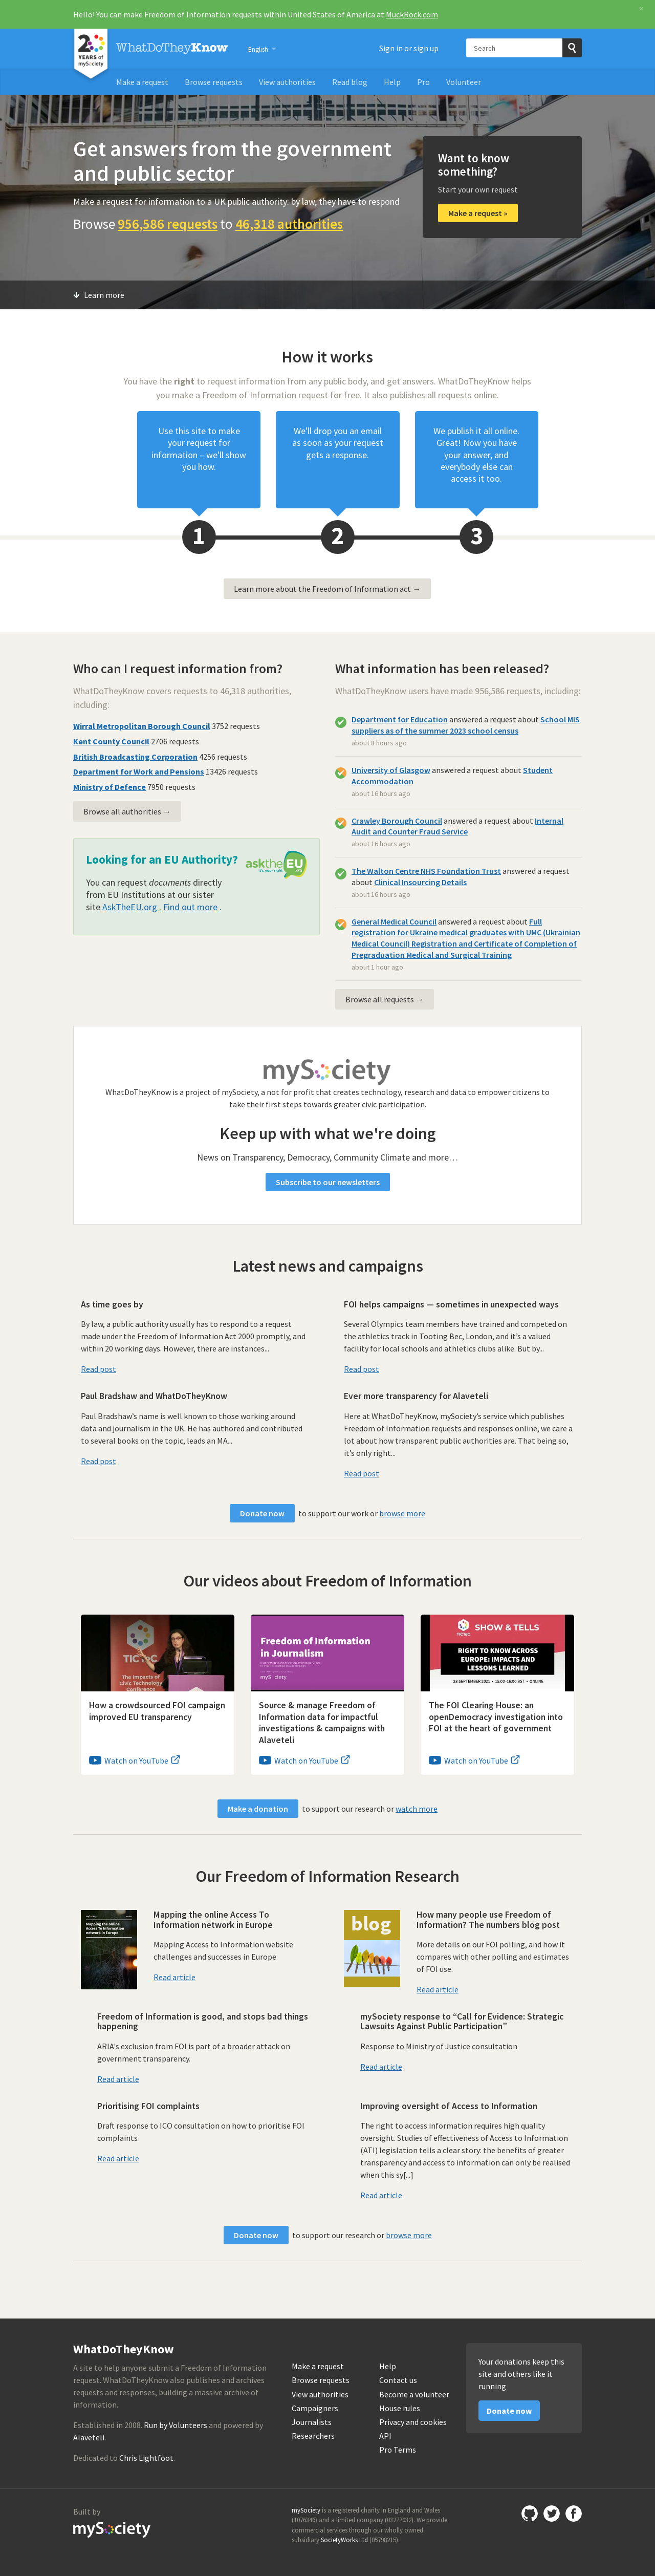 Hello! You can make Freedom of Information requests within United States of America at MuckRock.com
×
20
YEARS of
mySociety
WhatDoTheyKnow
English
Sign in or sign up
Search
Make a request
Browse requests
View authorities
Read blog
Help
Pro
Volunteer
Get answers from the government
and public sector
Make a request for information to a UK public authority: by law, they have to respond
Browse 956,586 requests to 46,318 authorities
Want to know
something?
Start your own request
Make a request »
Learn more
How it works
You have the right to request information from any public body, and get answers. WhatDoTheyKnow helps
you make a Freedom of Information request for free. It also publishes all requests online.
Use this site to make
your request for
information – we'll show
you how.
We'll drop you an email
as soon as your request
gets a response.
We publish it all online.
Great! Now you have
your answer, and
everybody else can
access it too.
1
2
3
Learn more about the Freedom of Information act →
Who can I request information from?
WhatDoTheyKnow covers requests to 46,318 authorities,
including:
Wirral Metropolitan Borough Council 3752 requests
Kent County Council 2706 requests
British Broadcasting Corporation 4256 requests
Department for Work and Pensions 13426 requests
Ministry of Defence 7950 requests
Browse all authorities →
Looking for an EU Authority?
asktheEU
it's your right
You can request documents directly
from EU Institutions at our sister
site AskTheEU.org . Find out more .
What information has been released?
WhatDoTheyKnow users have made 956,586 requests, including:
Department for Education answered a request about School MIS
suppliers as of the summer 2023 school census
about 8 hours ago
University of Glasgow answered a request about Student
Accommodation
about 16 hours ago
Crawley Borough Council answered a request about Internal
Audit and Counter Fraud Service
about 16 hours ago
The Walton Centre NHS Foundation Trust answered a request
about Clinical Insourcing Details
about 16 hours ago
General Medical Council answered a request about Full
registration for Ukraine medical graduates with UMC (Ukrainian
Medical Council) Registration and Certificate of Completion of
Pregraduation Medical and Surgical Training
about 1 hour ago
Browse all requests →
mySociety
WhatDoTheyKnow is a project of mySociety, a not for profit that creates technology, research and data to empower citizens to
take their first steps towards greater civic participation.
Keep up with what we're doing
News on Transparency, Democracy, Community Climate and more…
Subscribe to our newsletters
Latest news and campaigns
As time goes by
By law, a public authority usually has to respond to a request
made under the Freedom of Information Act 2000 promptly, and
within 20 working days. However, there are instances...
Read post
FOI helps campaigns — sometimes in unexpected ways
Several Olympics team members have trained and competed on
the athletics track in Tooting Bec, London, and it's a valued
facility for local schools and athletics clubs alike. But by...
Read post
Paul Bradshaw and WhatDoTheyKnow
Paul Bradshaw's name is well known to those working around
data and journalism in the UK. He has authored and contributed
to several books on the topic, leads an MA...
Read post
Ever more transparency for Alaveteli
Here at WhatDoTheyKnow, mySociety's service which publishes
Freedom of Information requests and responses online, we care a
lot about how transparent public authorities are. That being so,
it's only right...
Read post
Donate now to support our work or browse more
Our videos about Freedom of Information
TICTeC
The Impacts of
Civic Technology
Conference
How a crowdsourced FOI campaign
improved EU transparency
Watch on YouTube
Freedom of Information
in Journalism
mySociety
Source & manage Freedom of
Information data for impactful
investigations & campaigns with
Alaveteli
Watch on YouTube
TICTeC
SHOW & TELLS
RIGHT TO KNOW ACROSS
EUROPE: IMPACTS AND
LESSONS LEARNED
The FOI Clearing House: an
openDemocracy investigation into
FOI at the heart of government
Watch on YouTube
Make a donation to support our research or watch more
Our Freedom of Information Research
Mapping the online
Access To Information
network in Europe
Mapping the online Access To
Information network in Europe
Mapping Access to Information website
challenges and successes in Europe
Read article
blog
How many people use Freedom of
Information? The numbers blog post
More details on our FOI polling, and how it
compares with other polling and estimates
of FOI use.
Read article
Freedom of Information is good, and stops bad things
happening
ARIA's exclusion from FOI is part of a broader attack on
government transparency.
Read article
mySociety response to “Call for Evidence: Strategic
Lawsuits Against Public Participation”
Response to Ministry of Justice consultation
Read article
Prioritising FOI complaints
Draft response to ICO consultation on how to prioritise FOI
complaints
Read article
Improving oversight of Access to Information
The right to access information requires high quality
oversight. Studies of effectiveness of Access to Information
(ATI) legislation tells a clear story: the benefits of greater
transparency and access to information can only be realised
when this sy[...]
Read article
Donate now to support our research or browse more
WhatDoTheyKnow
A site to help anyone submit a Freedom of Information
request. WhatDoTheyKnow also publishes and archives
requests and responses, building a massive archive of
information.
Established in 2008. Run by Volunteers and powered by
Alaveteli.
Dedicated to Chris Lightfoot.
Make a request
Browse requests
View authorities
Campaigners
Journalists
Researchers
Help
Contact us
Become a volunteer
House rules
Privacy and cookies
API
Pro Terms
Your donations keep this
site and others like it
running
Donate now
Built by
mySociety
mySociety is a registered charity in England and Wales
(1076346) and a limited company (03277032). We provide
commercial services through our wholly owned
subsidiary SocietyWorks Ltd (05798215).